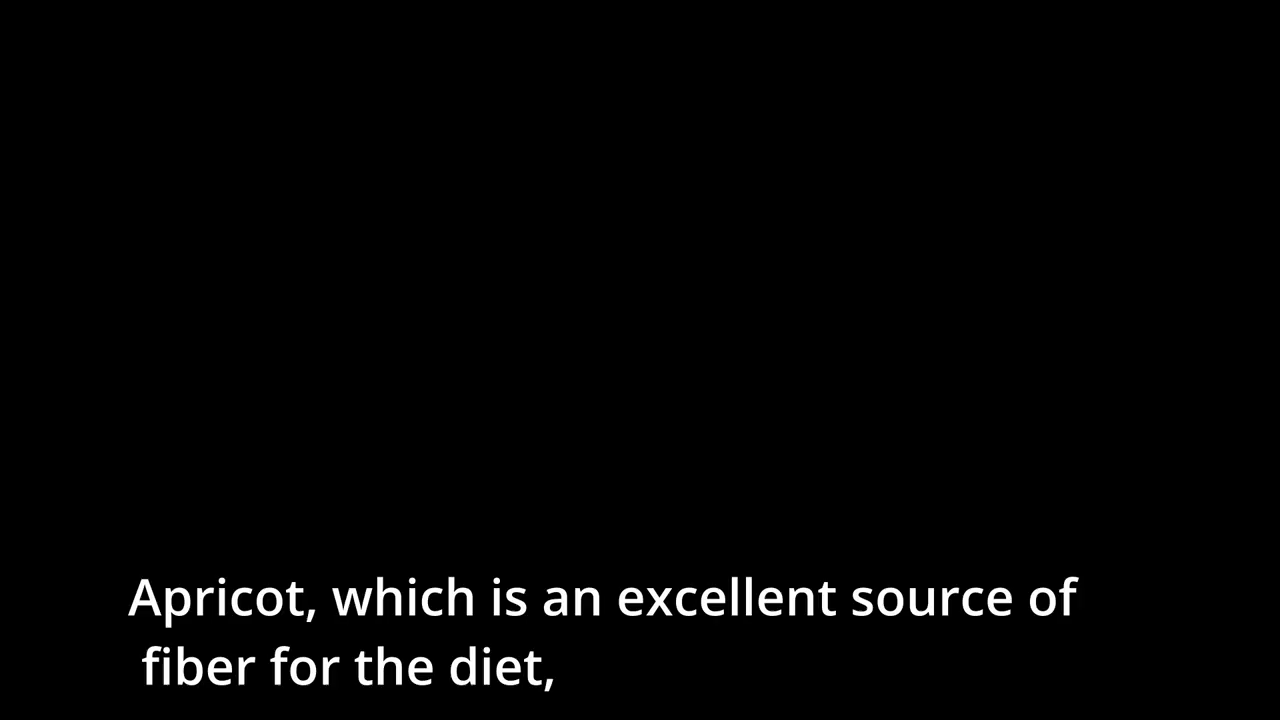 Apricot, which is an excellent source of
fiber for the diet,